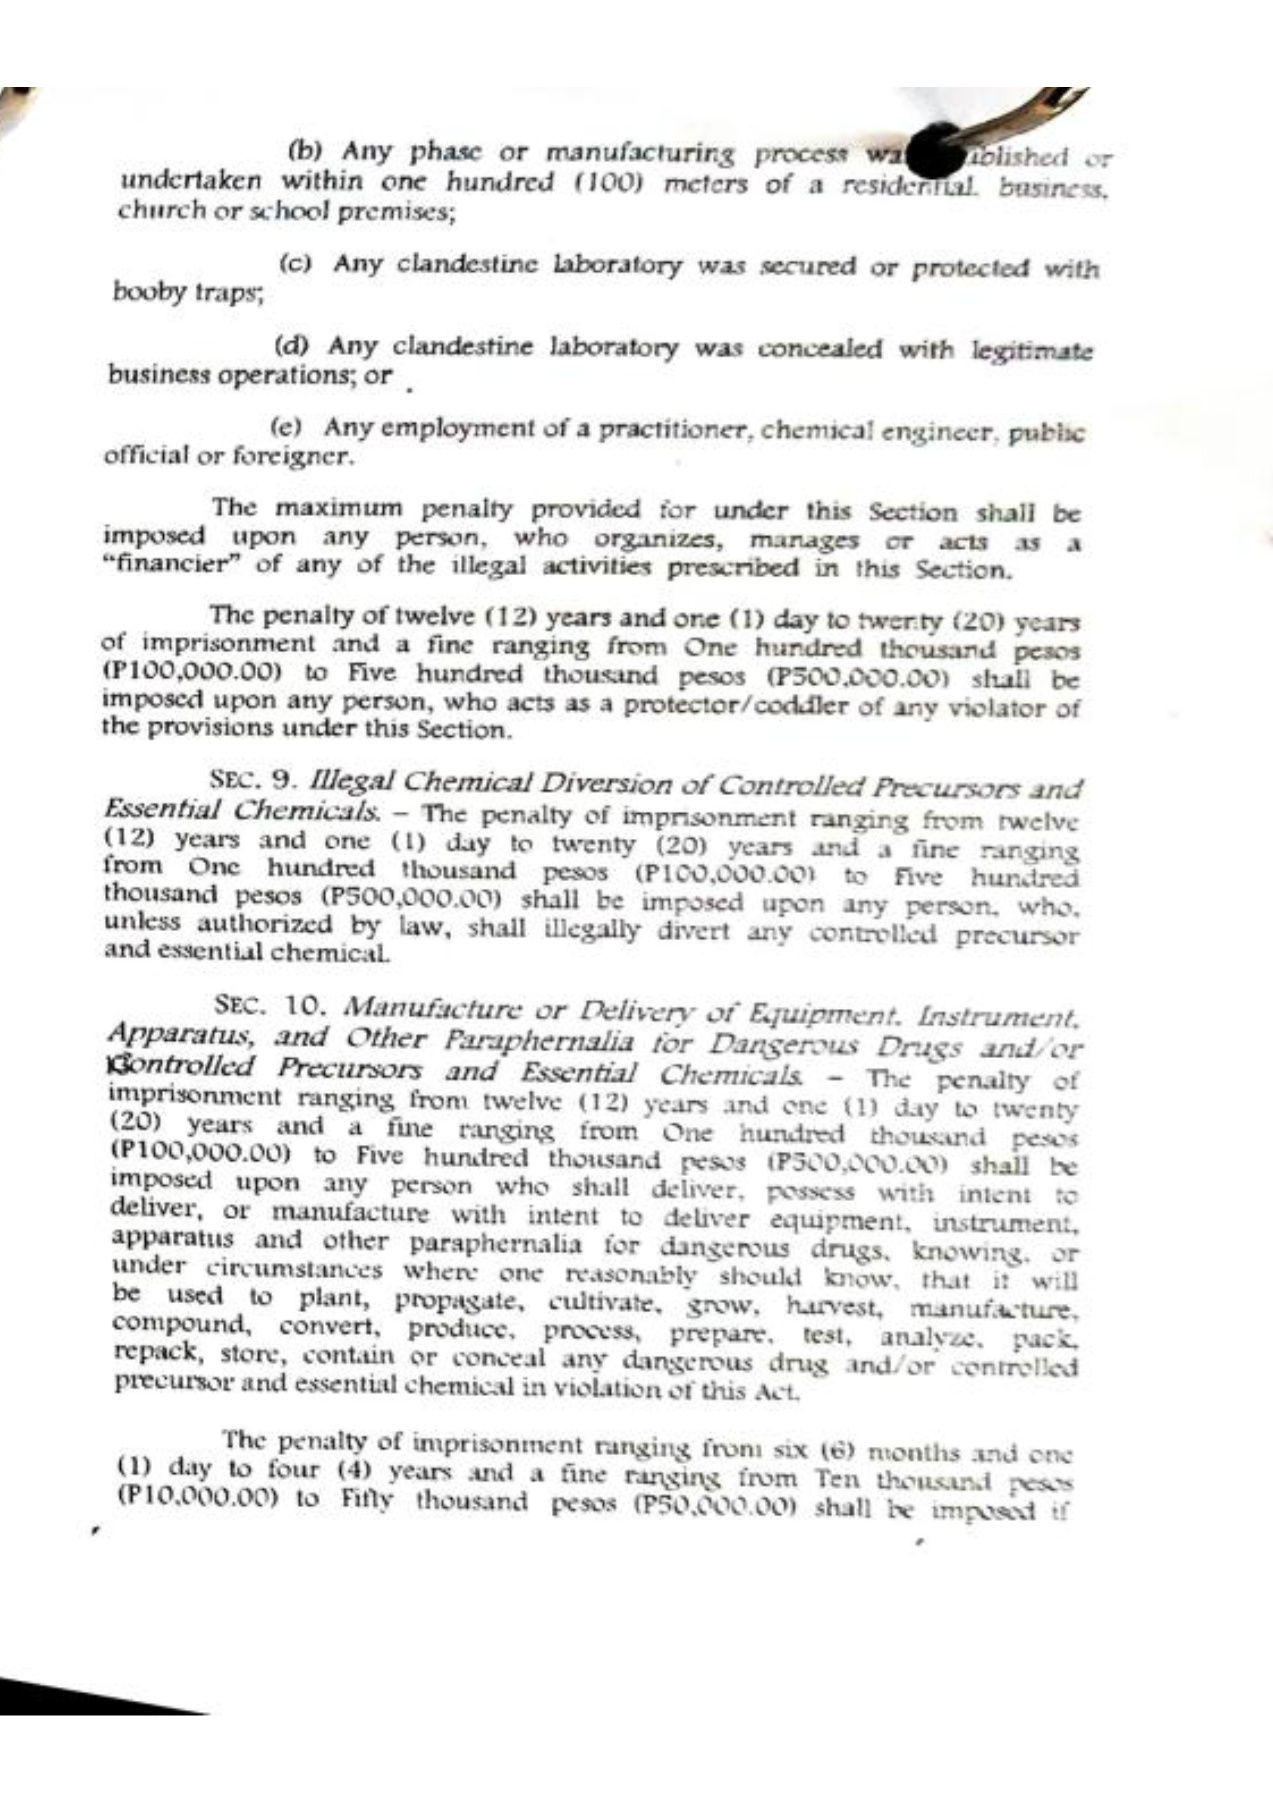 (b) Any phase or manufacturing process blished or
undertaken within one hundred (100) meters of a residential. business,
church or school premises;
(c) Any clandestine laboratory was secured or protected with
booby traps;
(d) Any clandestine laboratory was concealed with legitimate
business operations; or
(e) Any employment of a practitioner, chemical engineer, public
official or foreigner.
The maximum penalty provided for under this Section shall be
imposed upon any person, who organizes, manages or acts as a
“financier” of any of the illegal activities prescribed in this Section.
The penalty of twelve (12) years and one (1) day to twenty (20) years
of imprisonment and a fine ranging from One hundred thousand pesos
(P100,000.00) to Five hundred thousand pesos (P500,000.00) shall be
imposed upon any person, who acts as a protector/coddler of any violator of
the provisions under this Section.
SEC. 9. Illegal Chemical Diversion of Controlled Precursors and
Essential Chemicals. – The penalty of imprisonment ranging from twelve
(12) years and one (1) day to twenty (20) years and a fine ranging
from One hundred thousand pesos (P100,000.00) to Five hundred
thousand pesos (P500,000.00) shall be imposed upon any person, who,
unless authorized by law, shall illegally divert any controlled precursor
and essential chemical.
SEC. 10. Manufacture or Delivery of Equipment, Instrument,
Apparatus, and Other Paraphernalia for Dangerous Drugs and/or
Controlled Precursors and Essential Chemicals. – The penalty of
imprisonment ranging from twelve (12) years and one (1) day to twenty
(20) years and a fine ranging from One hundred thousand pesos
(P100,000.00) to Five hundred thousand pesos (P500,000.00) shall be
imposed upon any person who shall deliver, possess with intent to
deliver, or manufacture with intent to deliver equipment, instrument,
apparatus and other paraphernalia for dangerous drugs, knowing, or
under circumstances where one reasonably should know, that it will
be used to plant, propagate, cultivate, grow, harvest, manufacture,
compound, convert, produce, process, prepare, test, analyze, pack,
repack, store, contain or conceal any dangerous drug and/or controlled
precursor and essential chemical in violation of this Act.
The penalty of imprisonment ranging from six (6) months and one
(1) day to four (4) years and a fine ranging from Ten thousand pesos
(P10,000.00) to Fifty thousand pesos (P50,000.00) shall be imposed if